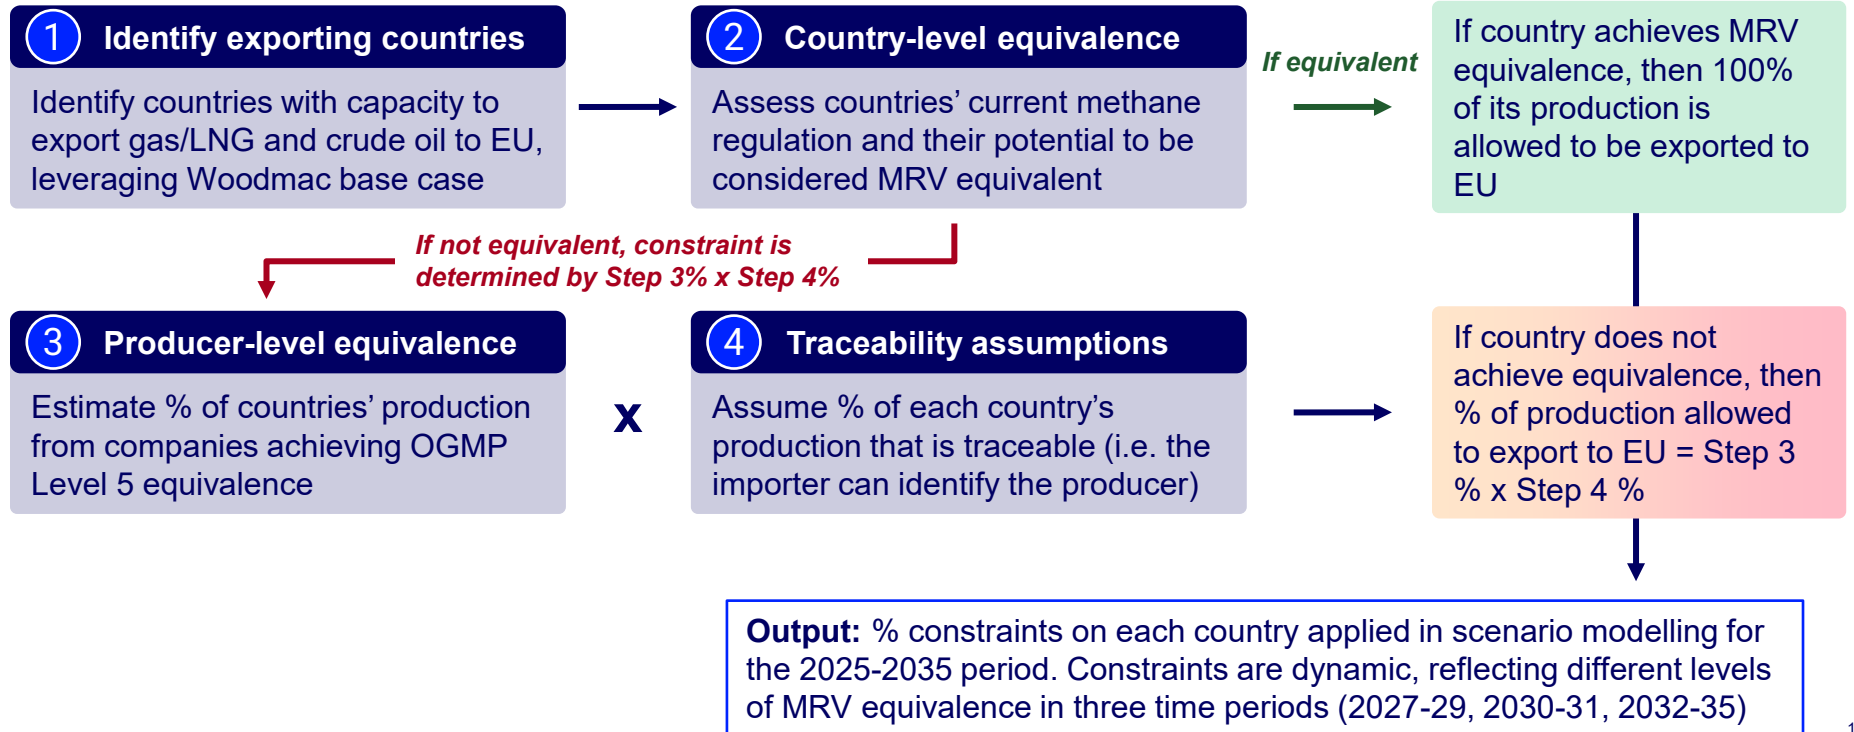 1 Identify exporting countries
Identify countries with capacity to
export gas/LNG and crude oil to EU,
leveraging Woodmac base case
2 Country-level equivalence
Assess countries’ current methane
regulation and their potential to be
considered MRV equivalent
If equivalent
If country achieves MRV
equivalence, then 100%
of its production is
allowed to be exported to
EU
If not equivalent, constraint is
determined by Step 3% x Step 4%
3 Producer-level equivalence
Estimate % of countries’ production
from companies achieving OGMP
Level 5 equivalence
x
4 Traceability assumptions
Assume % of each country’s
production that is traceable (i.e. the
importer can identify the producer)
If country does not
achieve equivalence, then
% of production allowed
to export to EU = Step 3
% x Step 4 %
Output: % constraints on each country applied in scenario modelling for
the 2025-2035 period. Constraints are dynamic, reflecting different levels
of MRV equivalence in three time periods (2027-29, 2030-31, 2032-35)
1